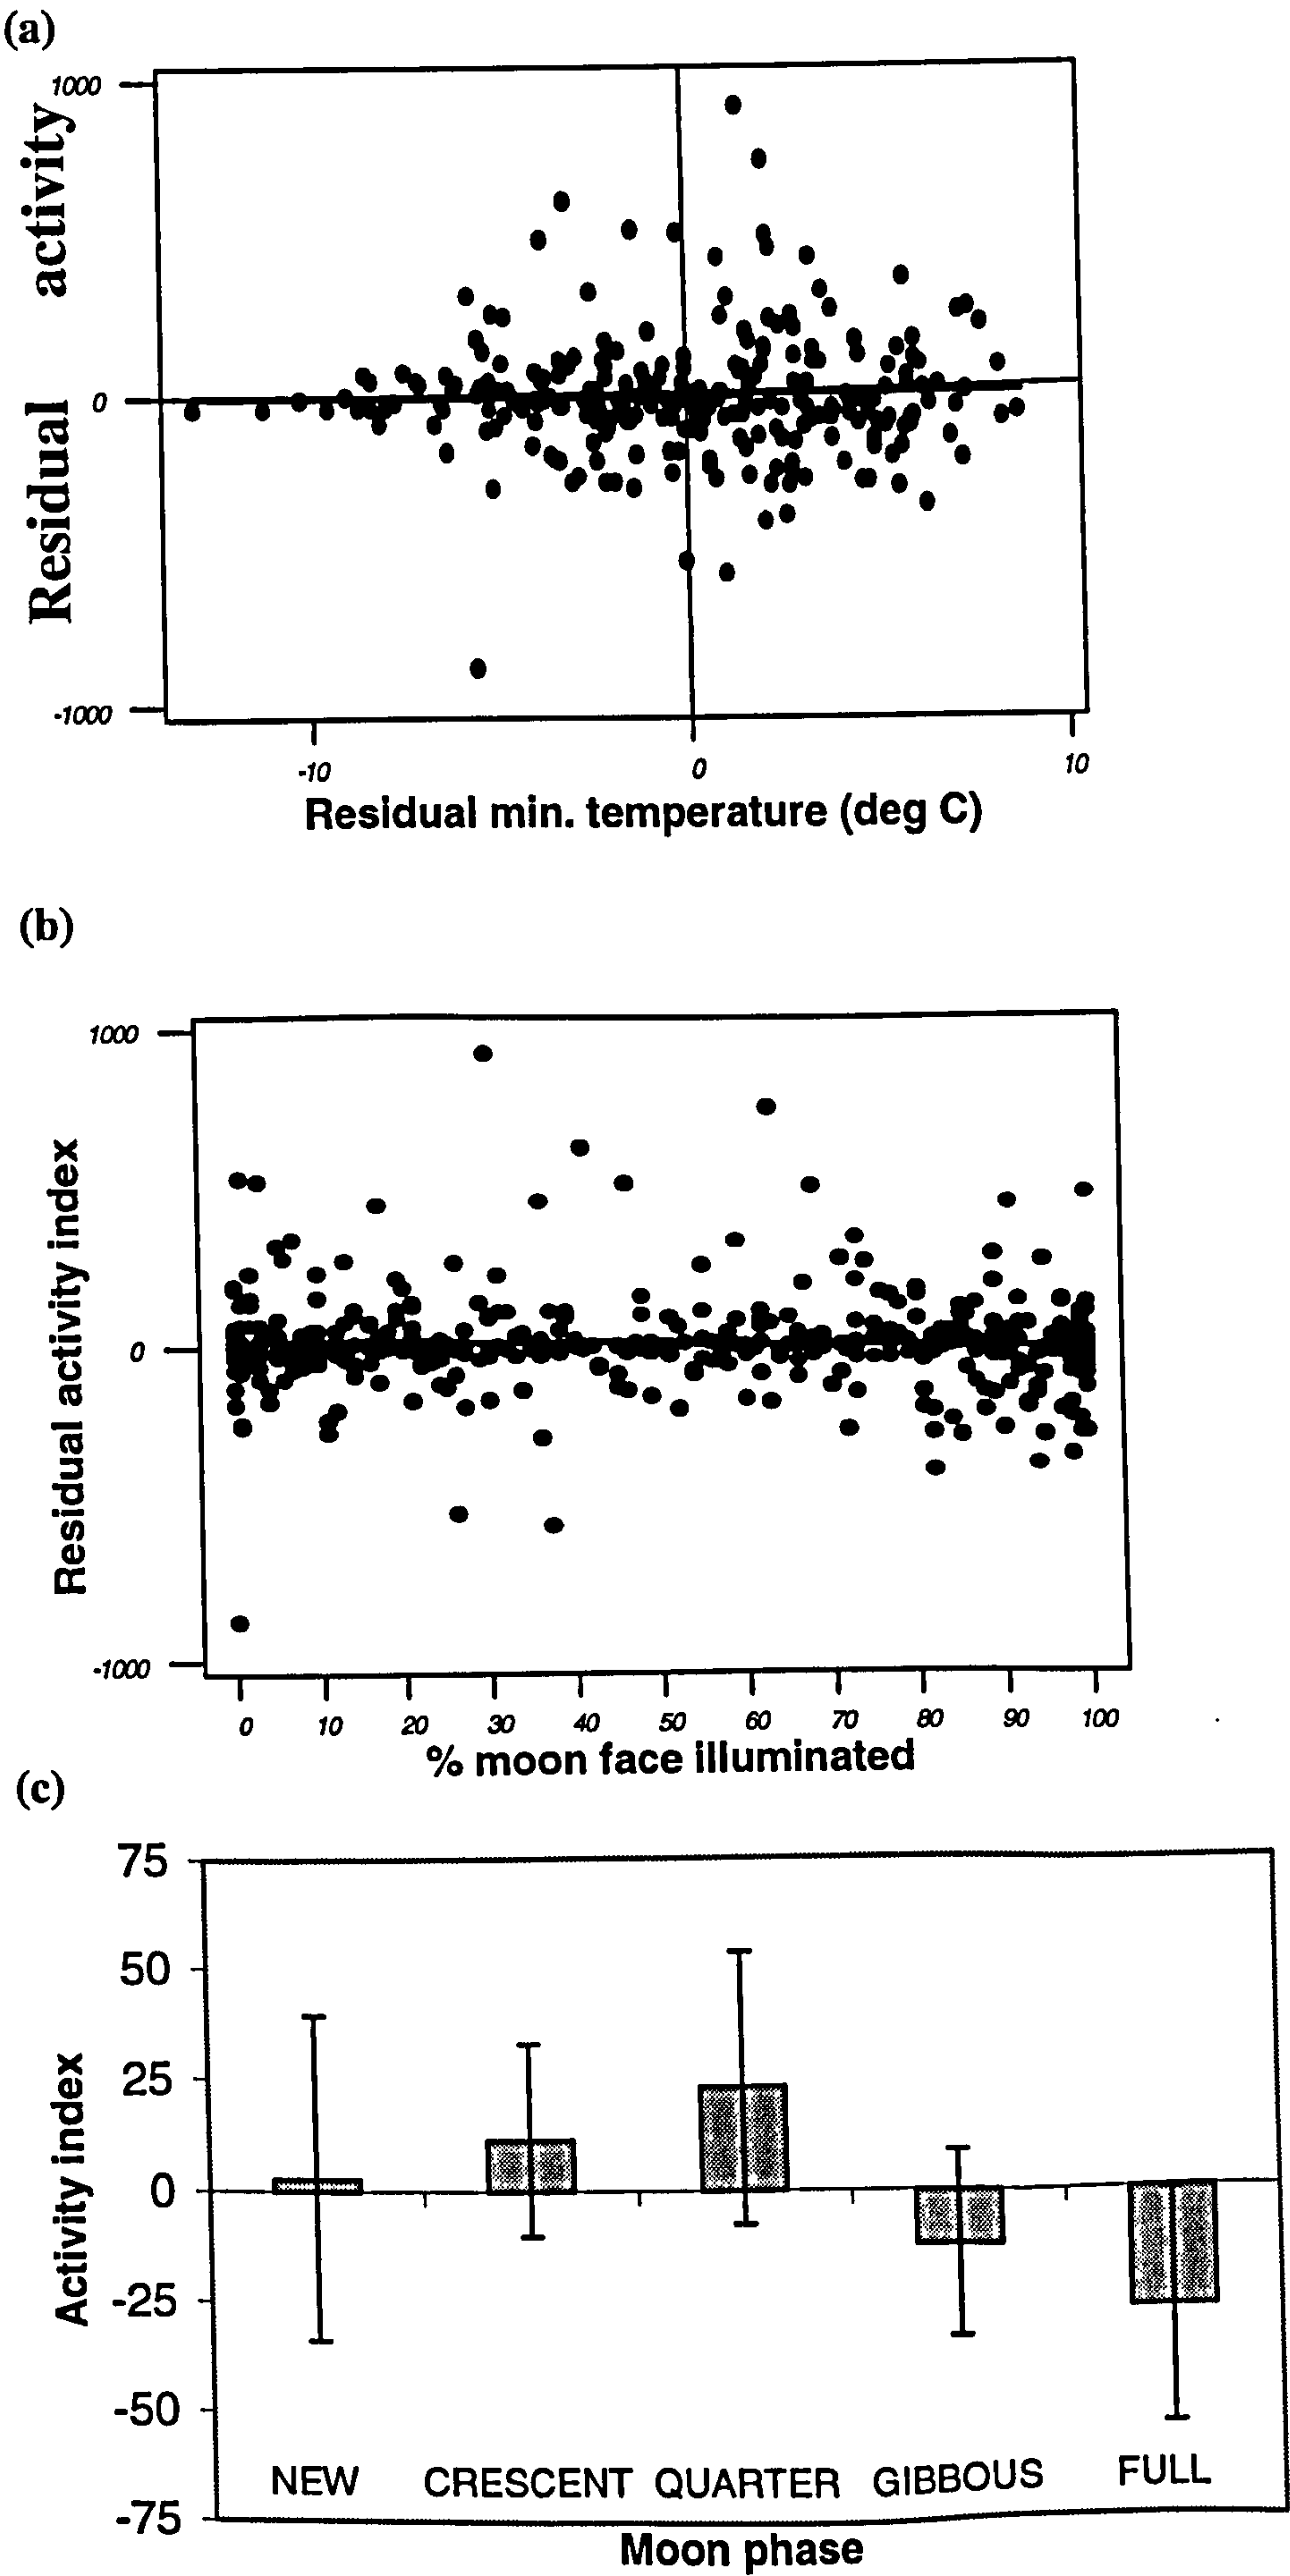 (a)
1000
0
-1000
Residual activity
-10
0
10
Residual min. temperature (deg C)
(b)
1000
0
-1000
Residual activity index
0 10 20 30 40 50 60 70 80 90 100
% moon face illuminated
(c)
75
50
25
0
-25
-50
-75
Activity index
NEW CRESCENT QUARTER GIBBOUS FULL
Moon phase